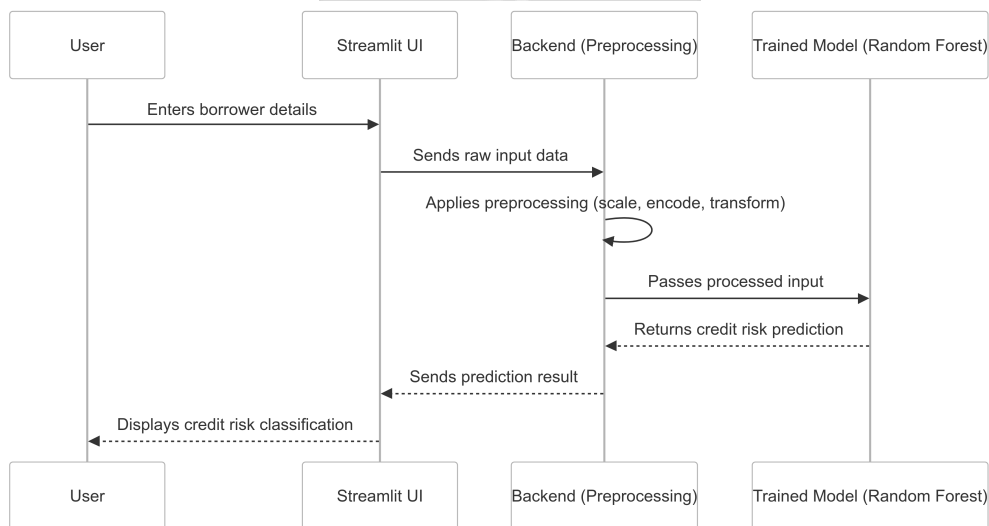 User
Streamlit UI
Backend (Preprocessing)
Trained Model (Random Forest)
Enters borrower details
Sends raw input data
Applies preprocessing (scale, encode, transform)
Passes processed input
Returns credit risk prediction
Sends prediction result
Displays credit risk classification
User
Streamlit UI
Backend (Preprocessing)
Trained Model (Random Forest)